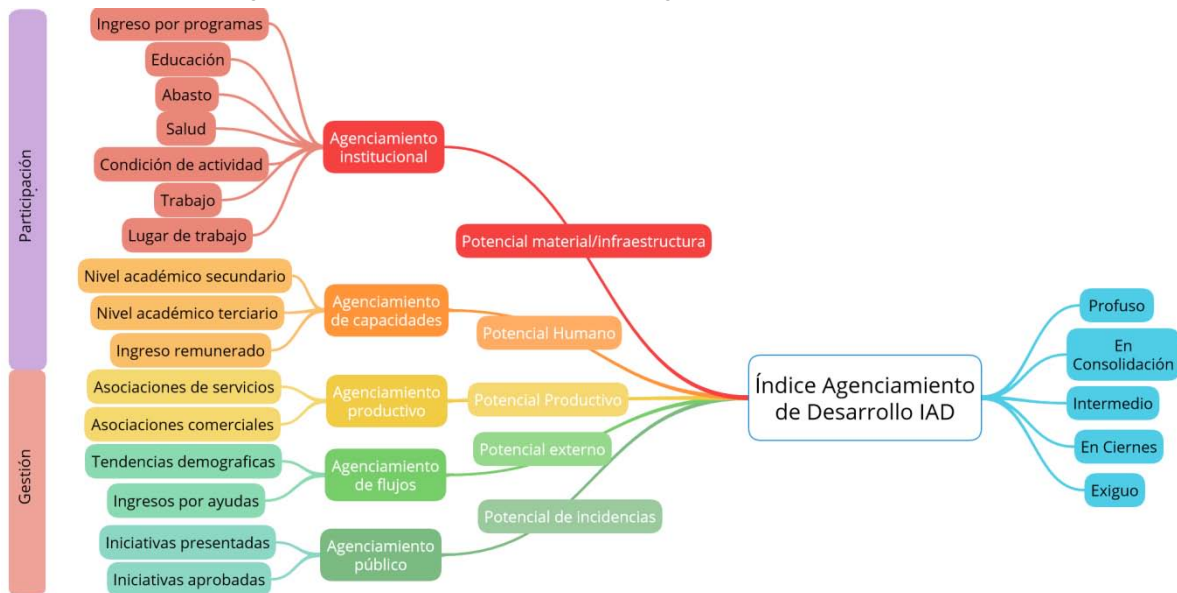 Participación
Gestión
Ingreso por programas
Educación
Abasto
Salud
Condición de actividad
Trabajo
Lugar de trabajo
Nivel académico secundario
Nivel académico terciario
Ingreso remunerado
Asociaciones de servicios
Asociaciones comerciales
Tendencias demograficas
Ingresos por ayudas
Iniciativas presentadas
Iniciativas aprobadas
Agenciamiento
institucional
Agenciamiento
de capacidades
Agenciamiento
productivo
Agenciamiento
de flujos
Agenciamiento
público
Potencial material/infraestructura
Potencial Humano
Potencial Productivo
Potencial externo
Potencial de incidencias
Índice Agenciamiento
de Desarrollo IAD
Profuso
En
Consolidación
Intermedio
En Ciernes
Exiguo